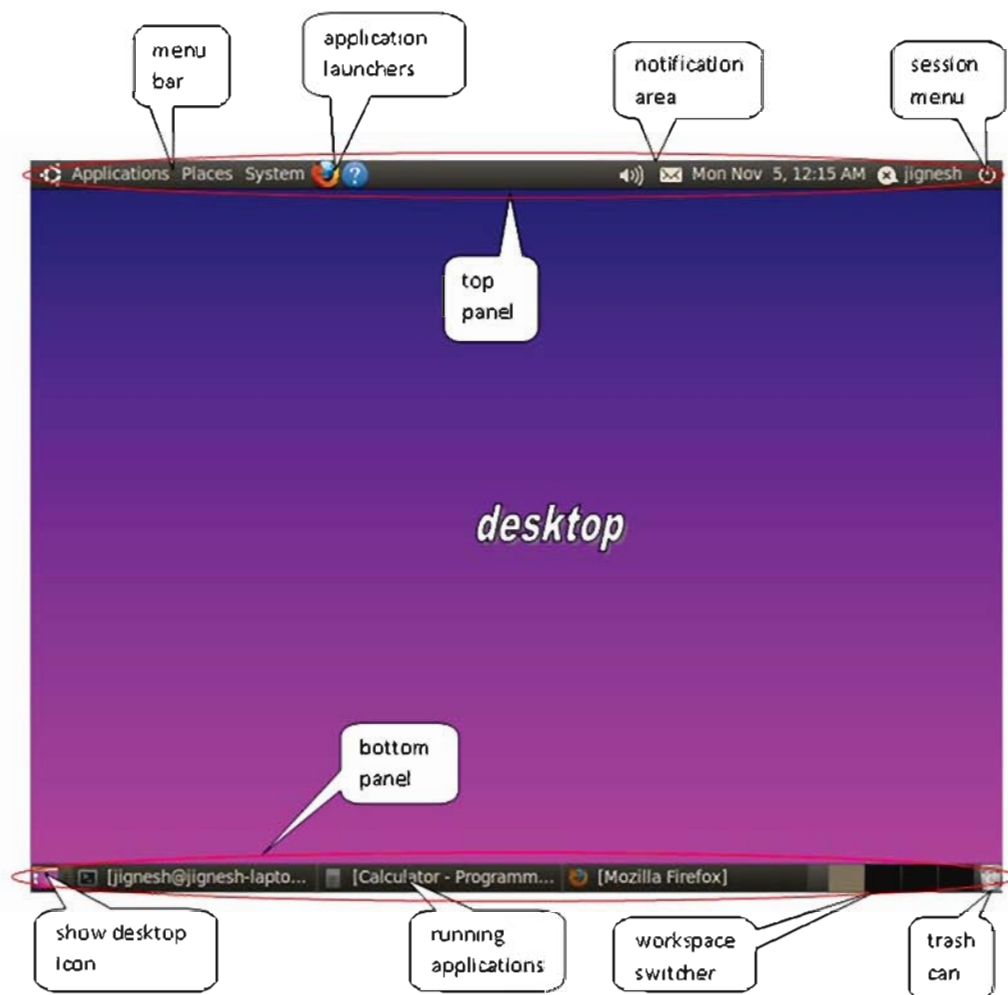 menu
bar
application
launchers
notification
area
session
menu
Applications Places System ? Mon Nov 5, 12:15 AM jignesh
top
panel
desktop
bottom
panel
[jignesh@jignesh-lapto... [Calculator - Programm... [Mozilla Firefox]
show desktop
icon
running
applications
workspace
switcher
trash
can